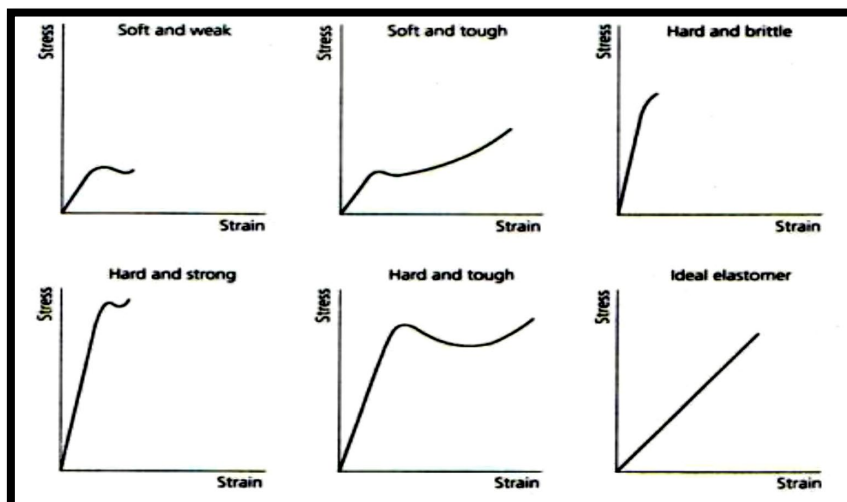 Soft and weak
Stress
Strain
Soft and tough
Stress
Strain
Hard and brittle
Stress
Strain
Hard and strong
Stress
Strain
Hard and tough
Stress
Strain
Ideal elastomer
Stress
Strain